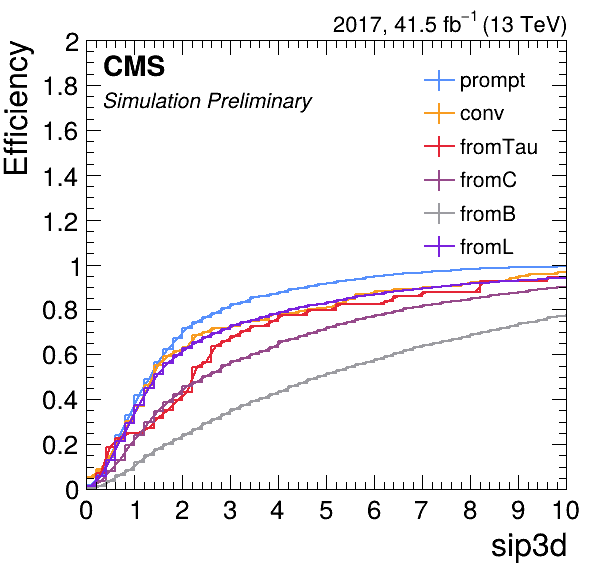 2017, 41.5 fb⁻¹ (13 TeV)
CMS
Simulation Preliminary
prompt
conv
fromTau
fromC
fromB
fromL
Efficiency
2
1.8
1.6
1.4
1.2
1
0.8
0.6
0.4
0.2
0
0 1 2 3 4 5 6 7 8 9 10
sip3d